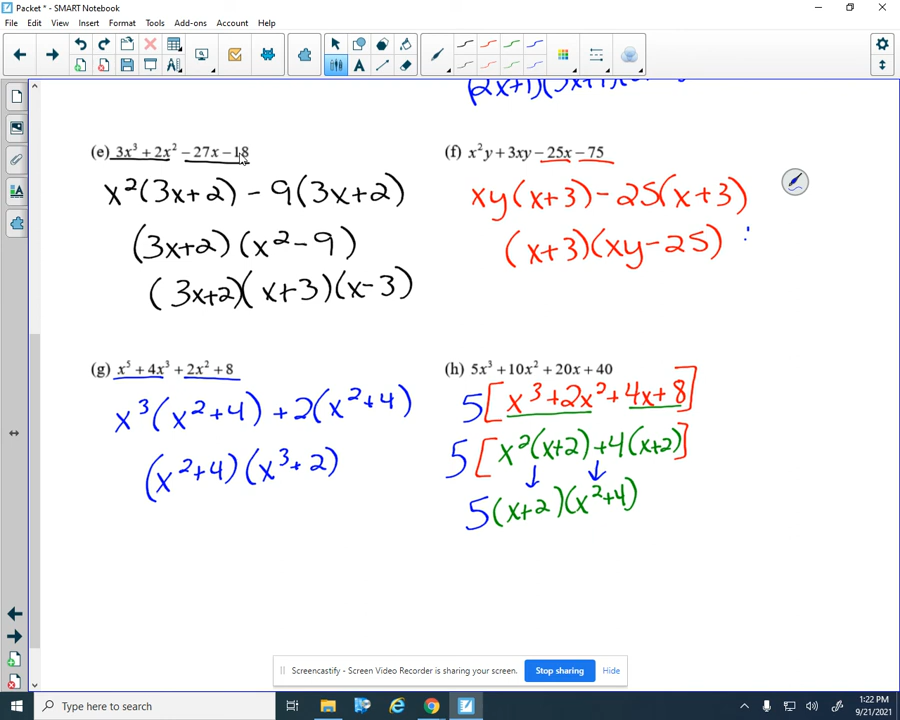 Packet * - SMART Notebook
File Edit View Insert Format Tools Add-ons Account Help
(2x+1)(3x+1)
(e) 3x³ + 2x² − 27x − 18
x²(3x+2) − 9(3x+2)
(3x+2)(x²−9)
(3x+2)(x+3)(x−3)
(f) x²y + 3xy − 25x − 75
xy(x+3) − 25(x+3)
(x+3)(xy−25)
(g) x⁵ + 4x³ + 2x² + 8
x³(x²+4) + 2(x²+4)
(x²+4)(x³+2)
(h) 5x³ + 10x² + 20x + 40
5[x³+2x²+4x+8]
5[x²(x+2)+4(x+2)]
5(x+2)(x²+4)
Screencastify - Screen Video Recorder is sharing your screen.
Stop sharing
Hide
Type here to search
1:22 PM
9/21/2021